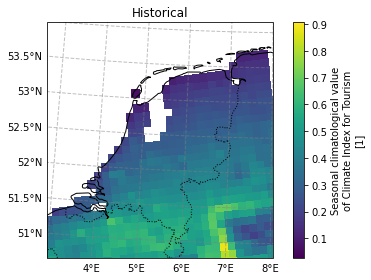 Historical
53.5°N
53°N
52.5°N
52°N
51.5°N
51°N
4°E
5°E
6°E
7°E
8°E
0.9
0.8
0.7
0.6
0.5
0.4
0.3
0.2
0.1
Seasonal climatological value
of Climate Index for Tourism
[1]